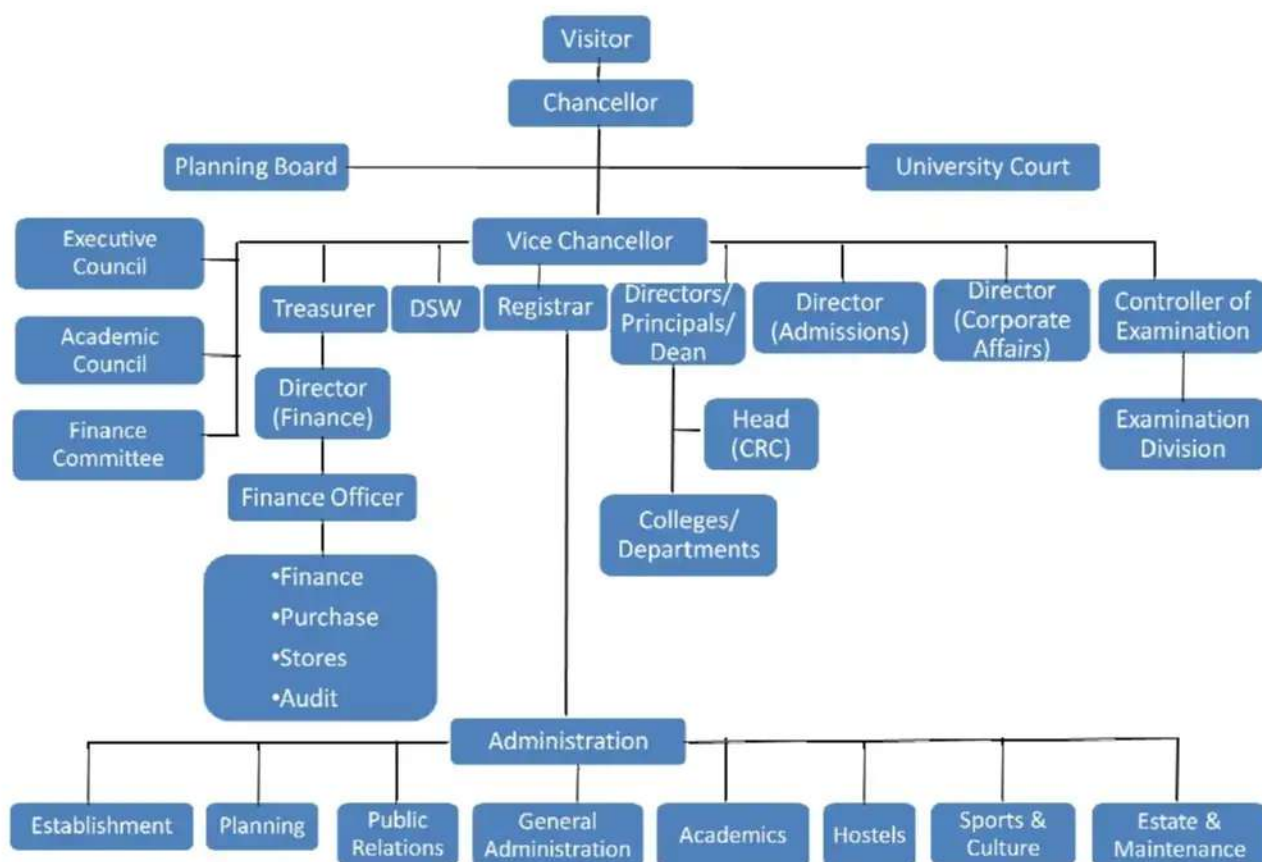 Visitor
Chancellor
Planning Board
University Court
Vice Chancellor
Executive
Council
Academic
Council
Finance
Committee
Treasurer
DSW
Registrar
Directors/
Principals/
Dean
Director
(Admissions)
Director
(Corporate
Affairs)
Controller of
Examination
Director
(Finance)
Head
(CRC)
Examination
Division
Finance Officer
Colleges/
Departments
•Finance
•Purchase
•Stores
•Audit
Administration
Establishment
Planning
Public
Relations
General
Administration
Academics
Hostels
Sports &
Culture
Estate &
Maintenance